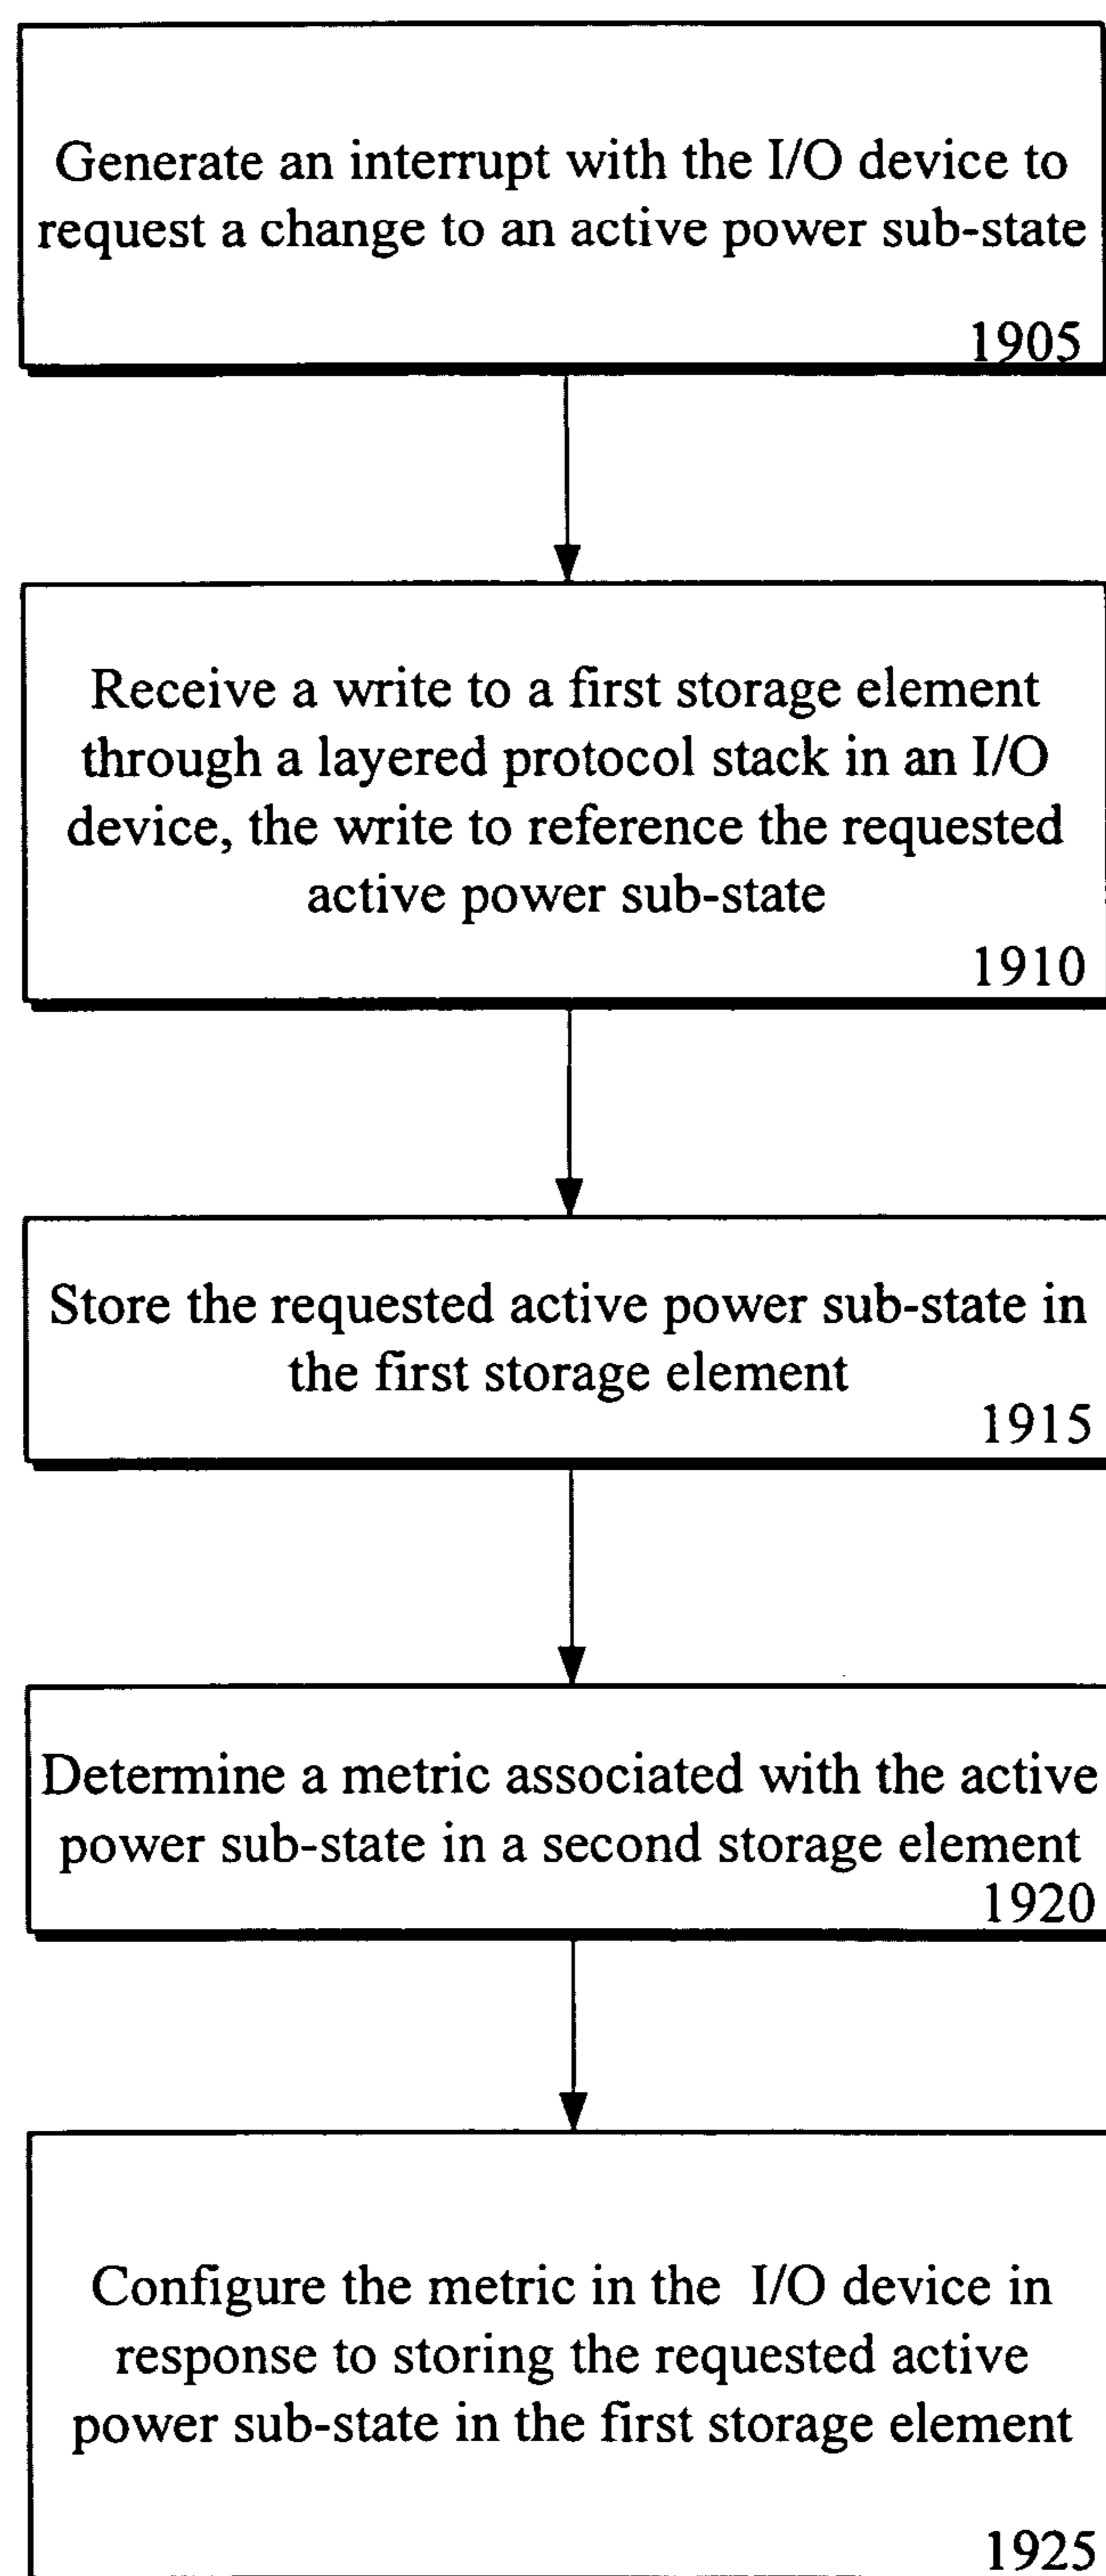 Generate an interrupt with the I/O device to
request a change to an active power sub-state
1905
Receive a write to a first storage element
through a layered protocol stack in an I/O
device, the write to reference the requested
active power sub-state
1910
Store the requested active power sub-state in
the first storage element
1915
Determine a metric associated with the active
power sub-state in a second storage element
1920
Configure the metric in the I/O device in
response to storing the requested active
power sub-state in the first storage element
1925